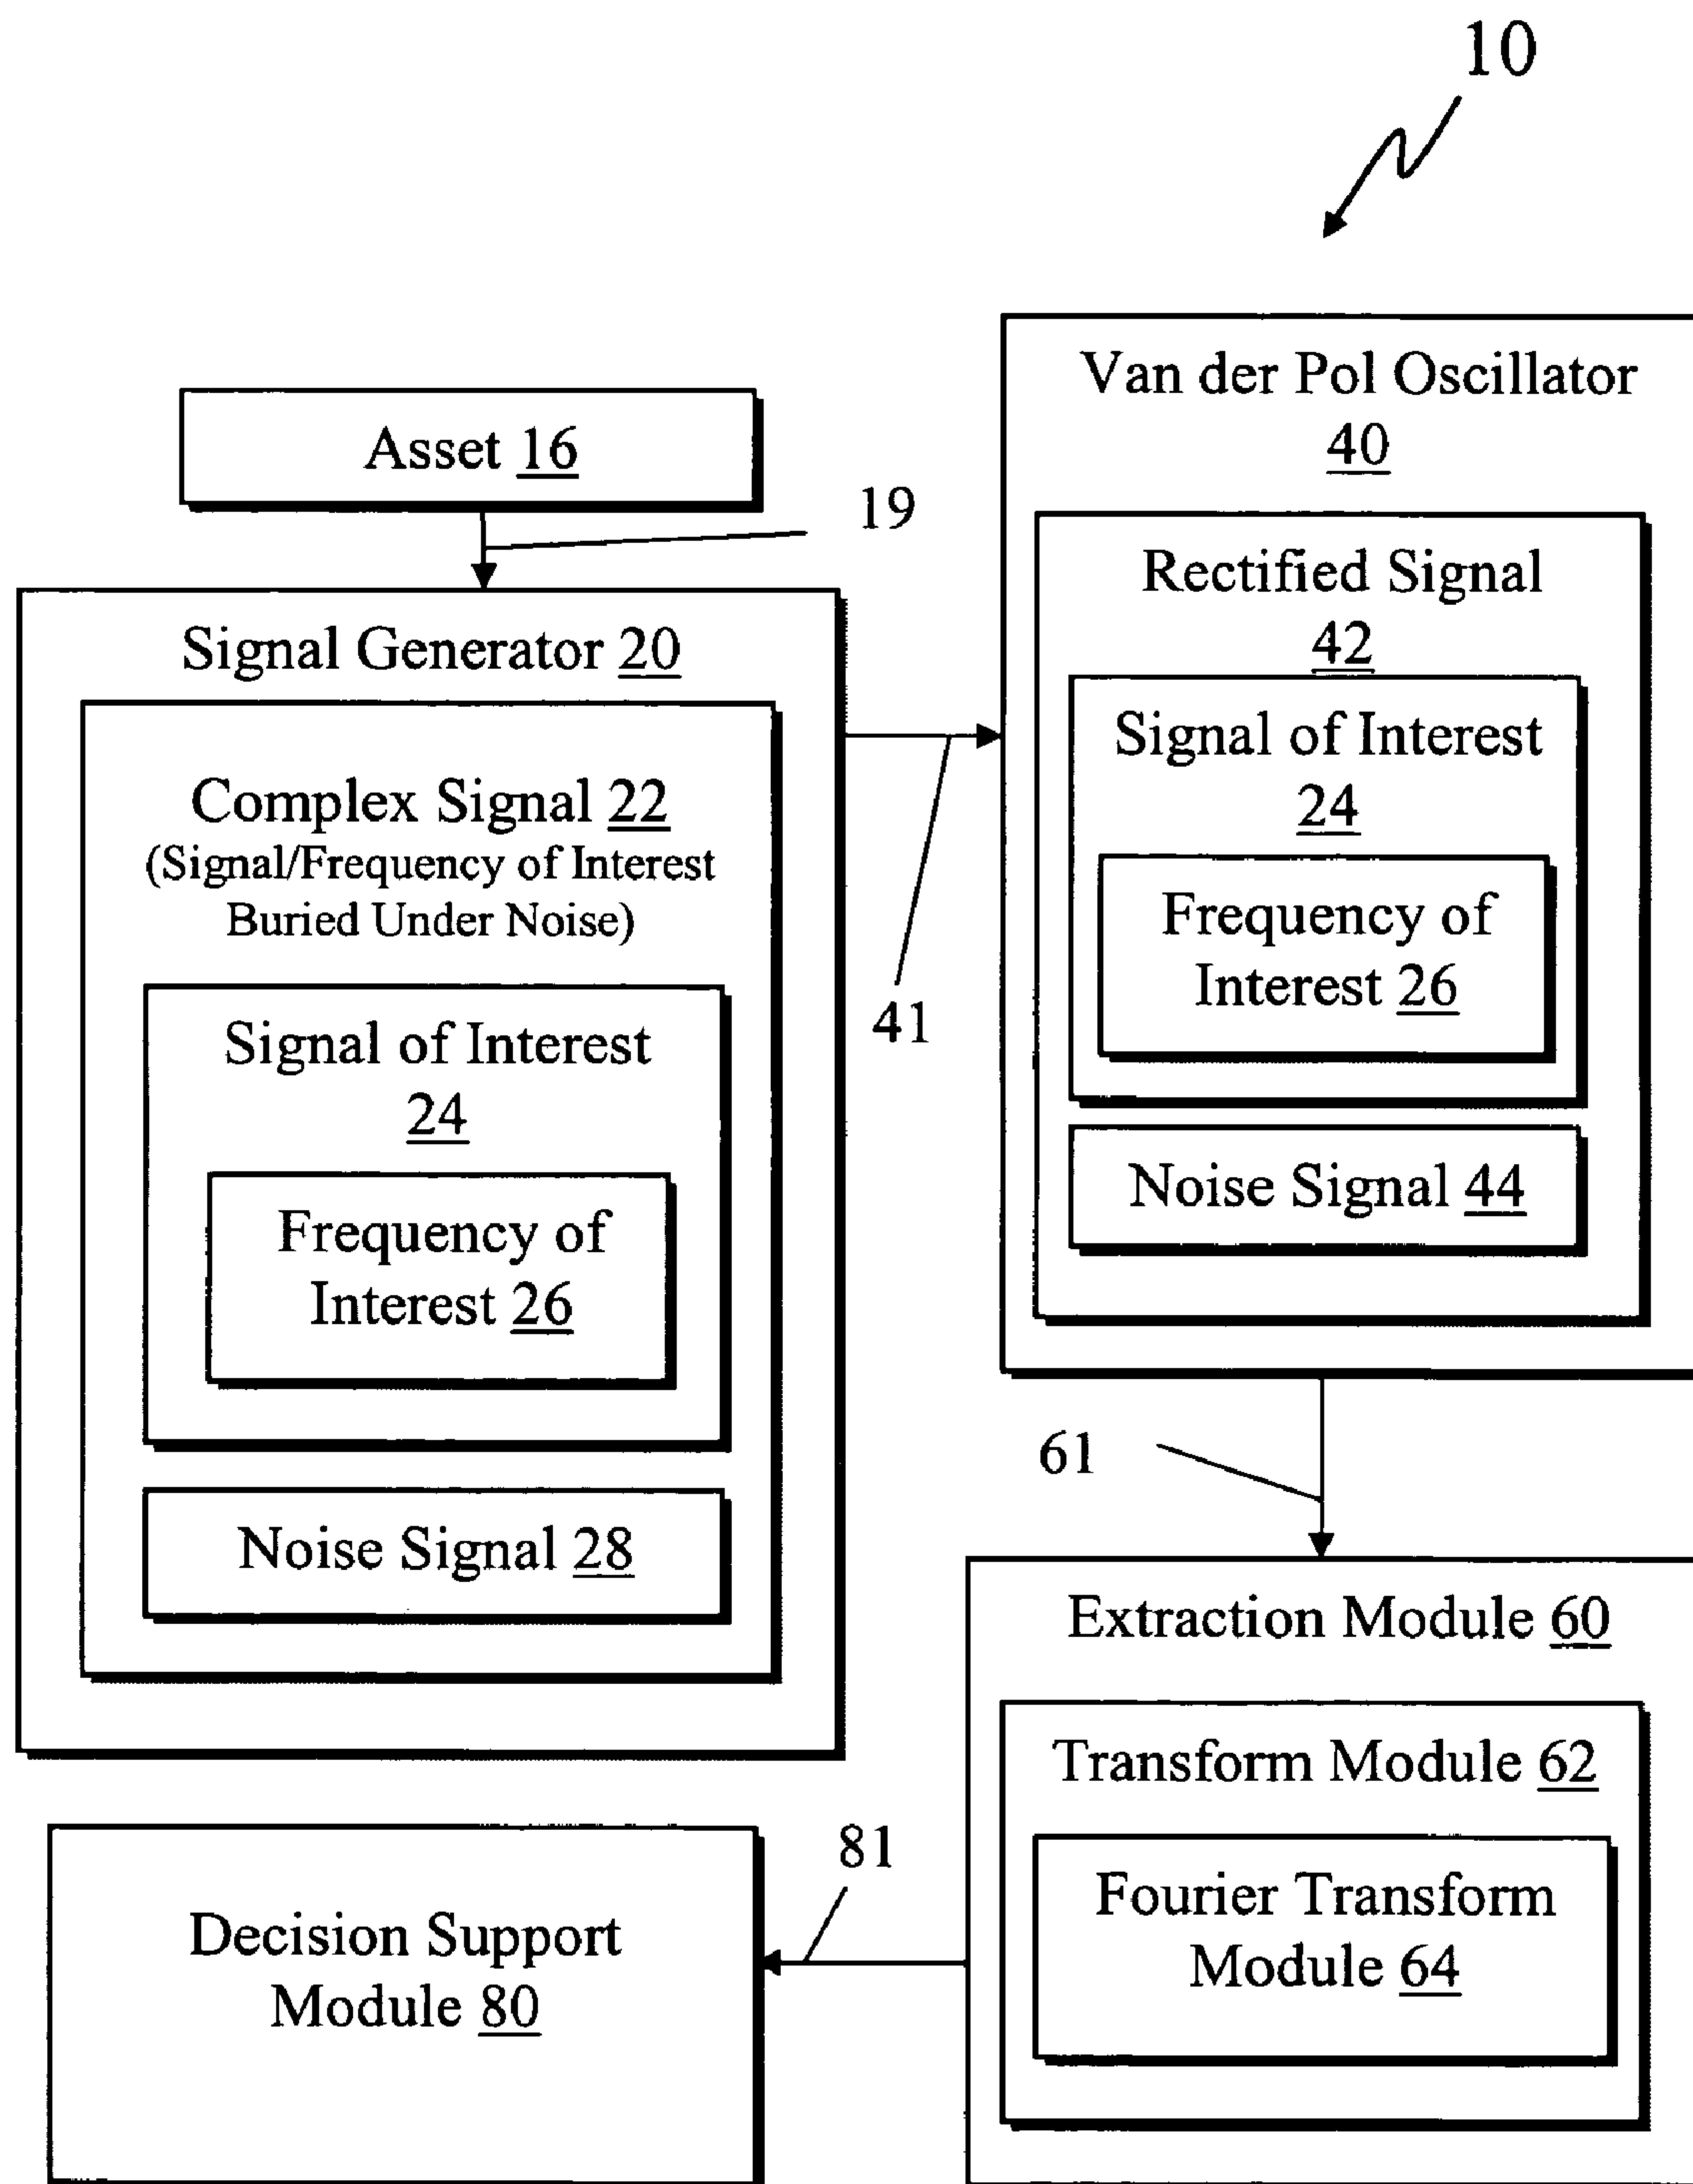 10
Asset 16
19
Signal Generator 20
Complex Signal 22
(Signal/Frequency of Interest
Buried Under Noise)
Signal of Interest
24
Frequency of
Interest 26
Noise Signal 28
41
Van der Pol Oscillator
40
Rectified Signal
42
Signal of Interest
24
Frequency of
Interest 26
Noise Signal 44
61
Extraction Module 60
Transform Module 62
Fourier Transform
Module 64
81
Decision Support
Module 80